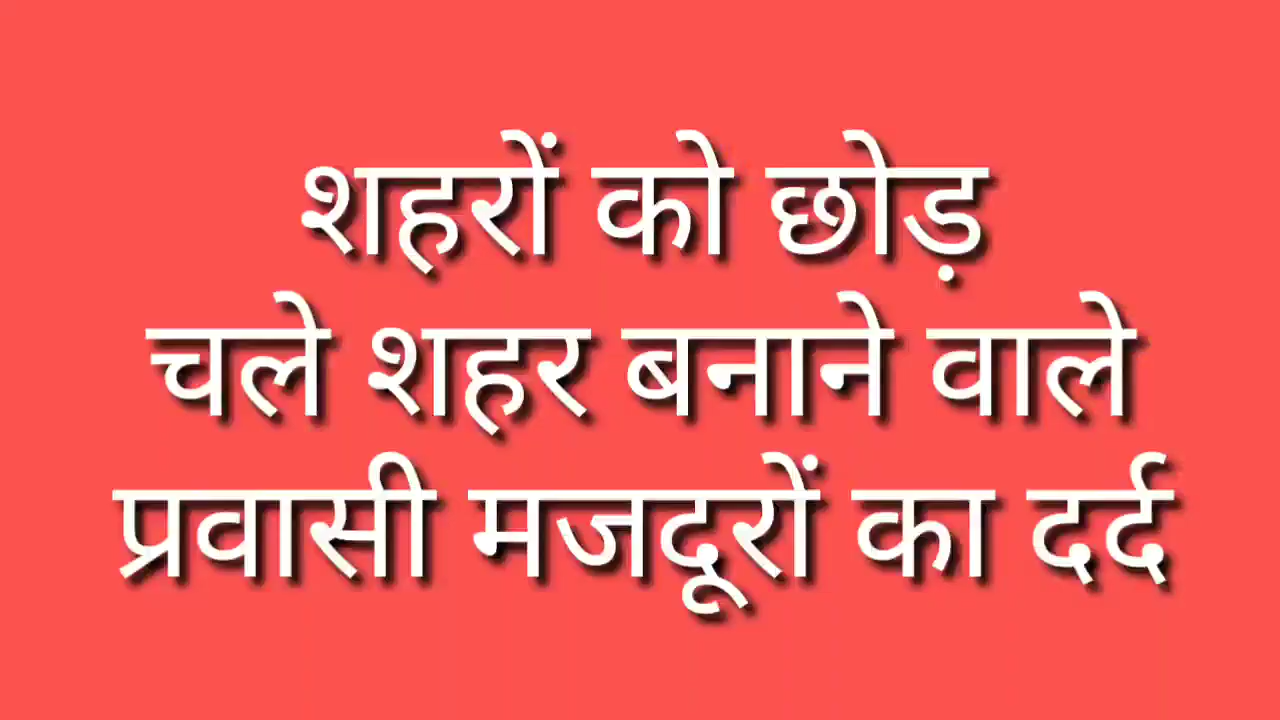 शहरों को छोड़
चले शहर बनाने वाले
प्रवासी मजदूरों का दर्द